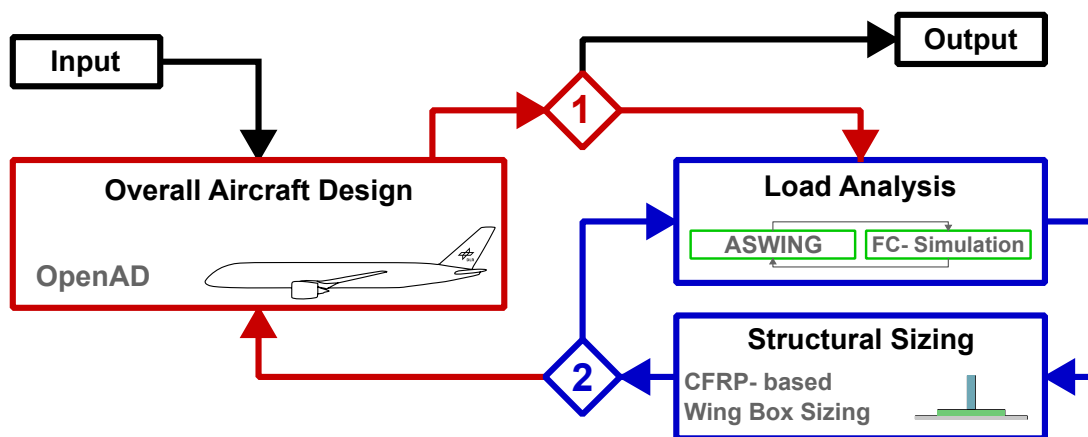 Input
Output
1
Overall Aircraft Design
OpenAD
Load Analysis
ASWING
FC- Simulation
2
Structural Sizing
CFRP- based
Wing Box Sizing